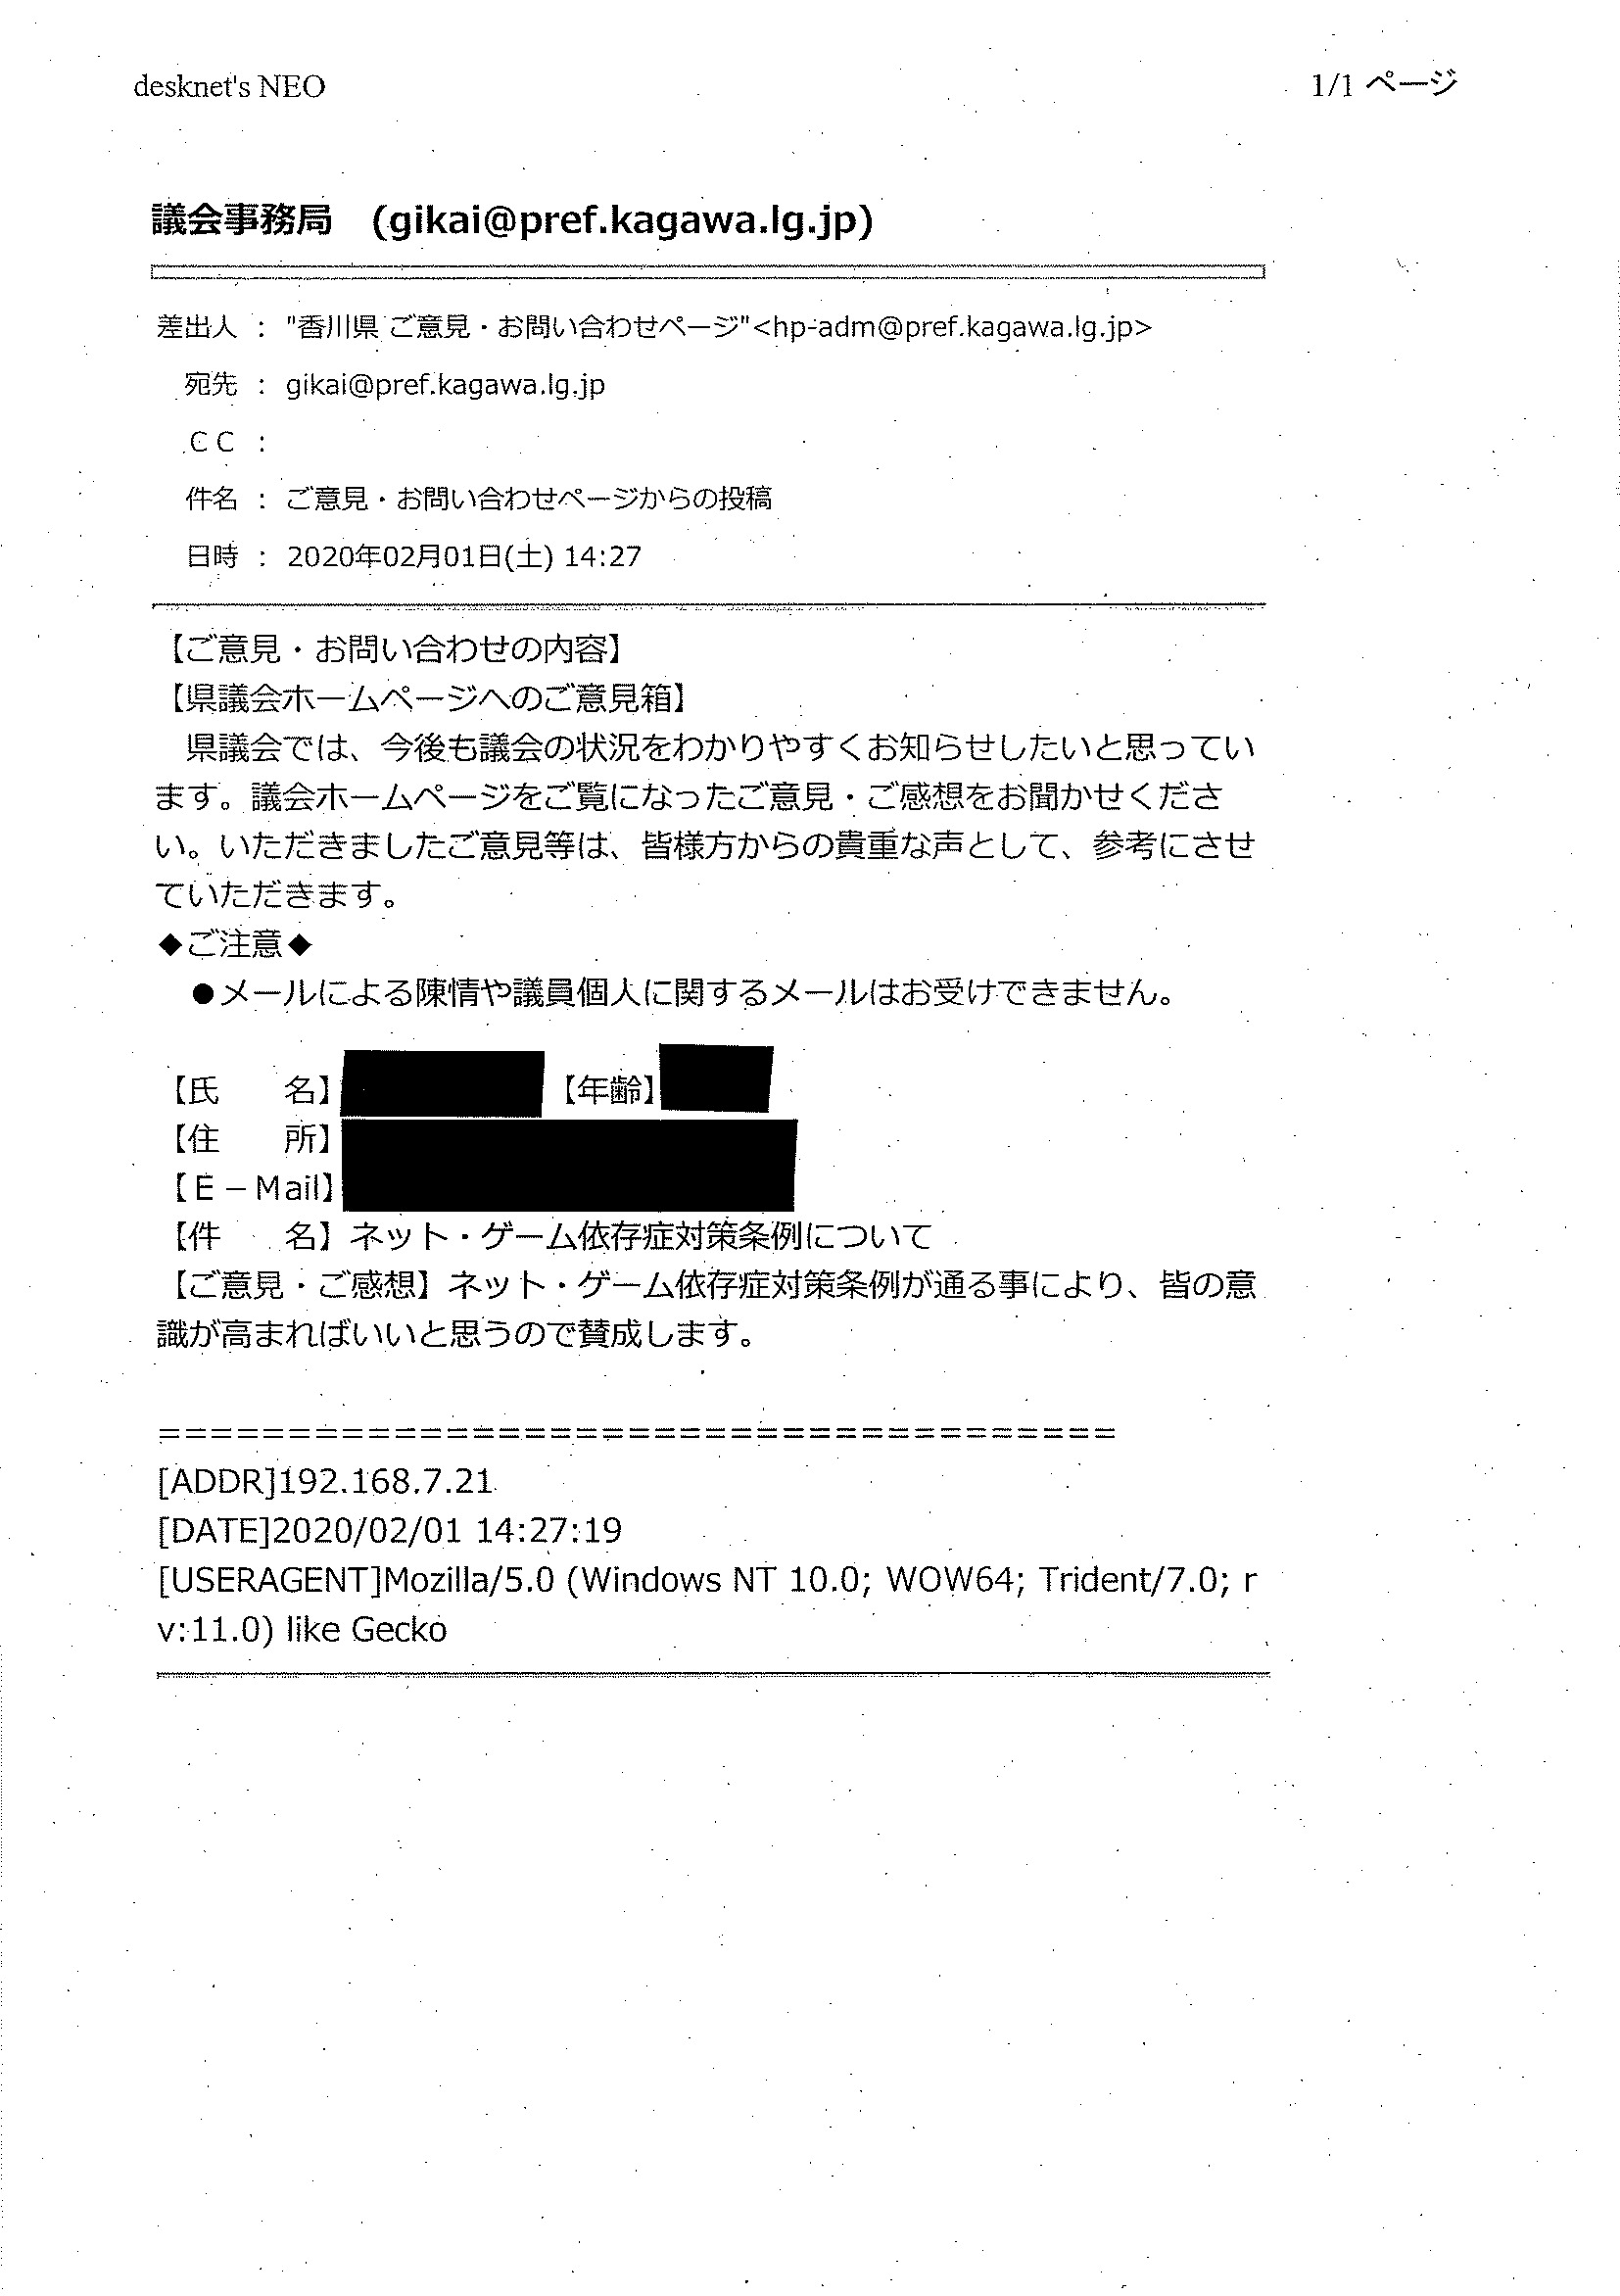 desknet's NEO
1/1 ページ
議会事務局　(gikai@pref.kagawa.lg.jp)
差出人 ： "香川県 ご意見・お問い合わせページ"<hp-adm@pref.kagawa.lg.jp>
宛先 ： gikai@pref.kagawa.lg.jp
ＣＣ ：
件名 ： ご意見・お問い合わせページからの投稿
日時 ： 2020年02月01日(土) 14:27
【ご意見・お問い合わせの内容】
【県議会ホームページへのご意見箱】
　県議会では、今後も議会の状況をわかりやすくお知らせしたいと思ってい
ます。議会ホームページをご覧になったご意見・ご感想をお聞かせくださ
い。いただきましたご意見等は、皆様方からの貴重な声として、参考にさせ
ていただきます。
◆ご注意◆
　●メールによる陳情や議員個人に関するメールはお受けできません。
【氏　　名】　【年齢】
【住　　所】
【Ｅ－Mail】
【件　　名】ネット・ゲーム依存症対策条例について
【ご意見・ご感想】ネット・ゲーム依存症対策条例が通る事により、皆の意
識が高まればいいと思うので賛成します。
=====================================
[ADDR]192.168.7.21
[DATE]2020/02/01 14:27:19
[USERAGENT]Mozilla/5.0 (Windows NT 10.0; WOW64; Trident/7.0; r
v:11.0) like Gecko